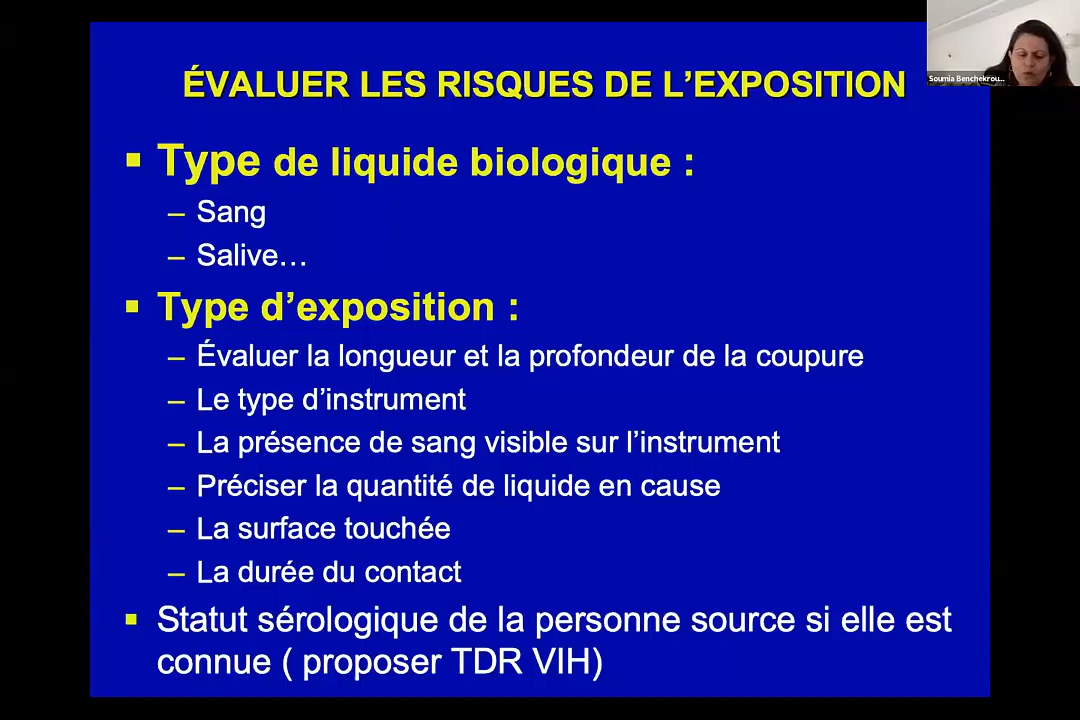 Soumia Benchekrou...
ÉVALUER LES RISQUES DE L’EXPOSITION
▪ Type de liquide biologique :
– Sang
– Salive…
▪ Type d’exposition :
– Évaluer la longueur et la profondeur de la coupure
– Le type d’instrument
– La présence de sang visible sur l’instrument
– Préciser la quantité de liquide en cause
– La surface touchée
– La durée du contact
▪ Statut sérologique de la personne source si elle est
connue ( proposer TDR VIH)